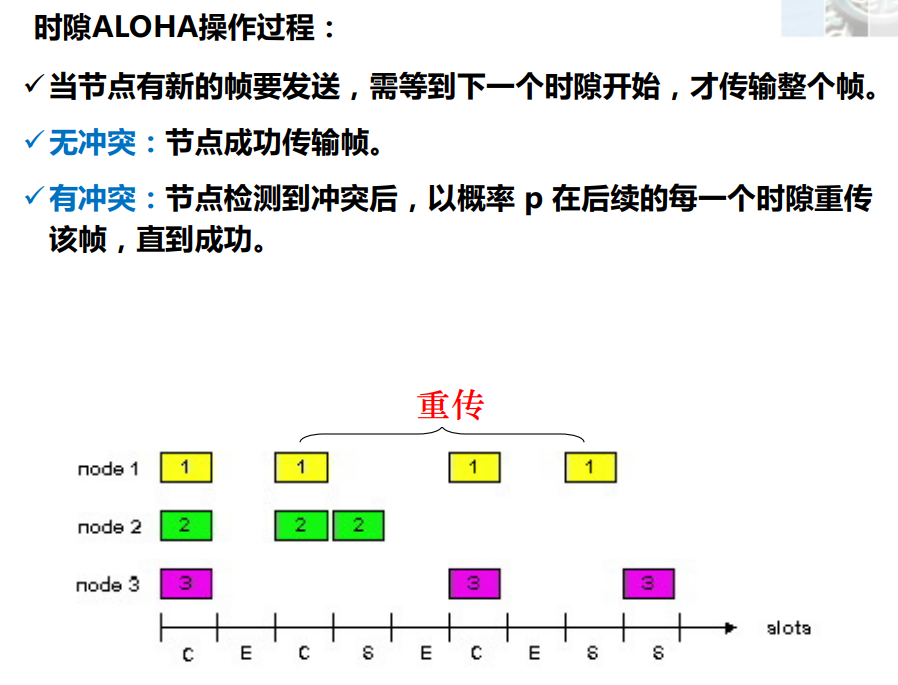 时隙ALOHA操作过程：
✓当节点有新的帧要发送，需等到下一个时隙开始，才传输整个帧。
✓无冲突：节点成功传输帧。
✓有冲突：节点检测到冲突后，以概率 p 在后续的每一个时隙重传
该帧，直到成功。
重传
node 1 1 1 1 1
node 2 2 2 2
node 3 3 3 3
alota
C E C S E C E S S